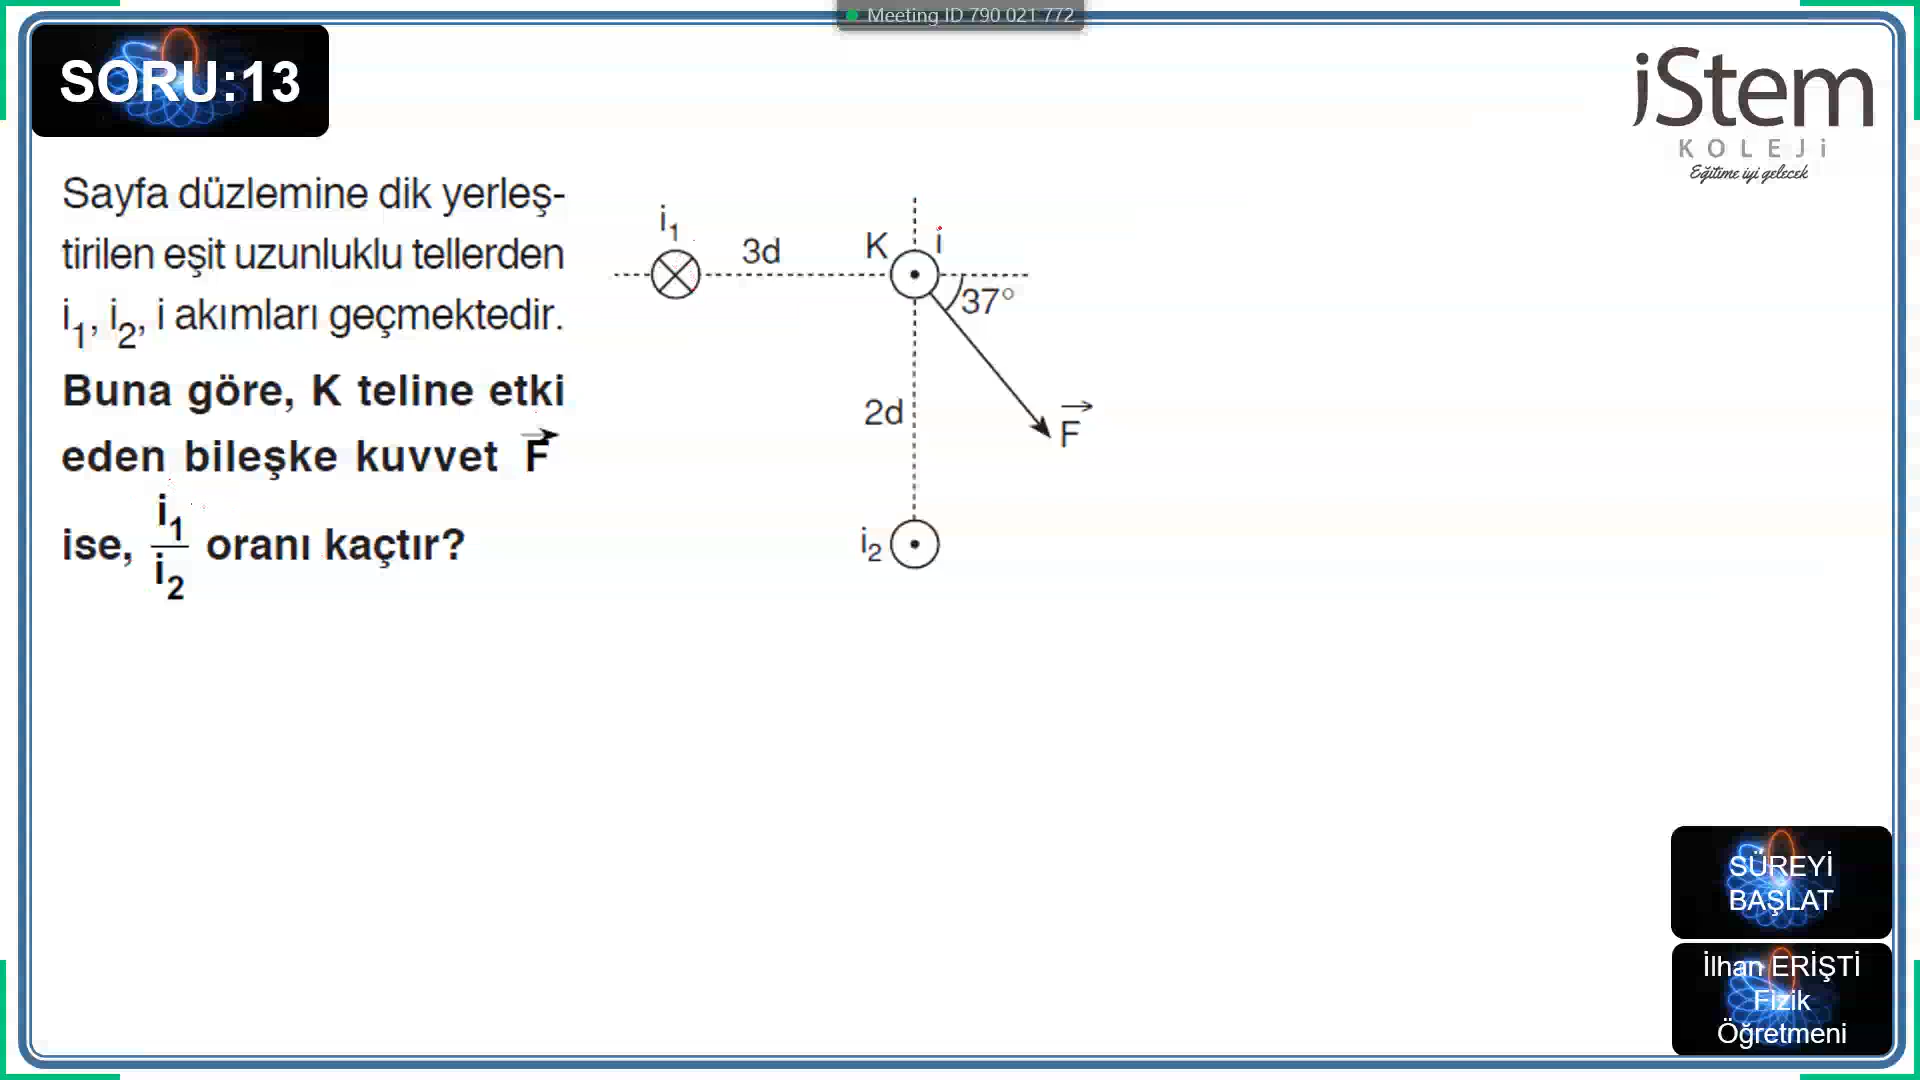 Meeting ID 790 021 772
SORU:13
jStem
KOLEJi
Eğitime iyi gelecek
Sayfa düzlemine dik yerleş-
tirilen eşit uzunluklu tellerden
i₁, i₂, i akımları geçmektedir.
Buna göre, K teline etki
eden bileşke kuvvet F⃗
ise, i₁/i₂ oranı kaçtır?
i₁
3d
K
i
37°
2d
F⃗
i₂
SÜREYİ
BAŞLAT
İlhan ERİŞTİ
Fizik
Öğretmeni